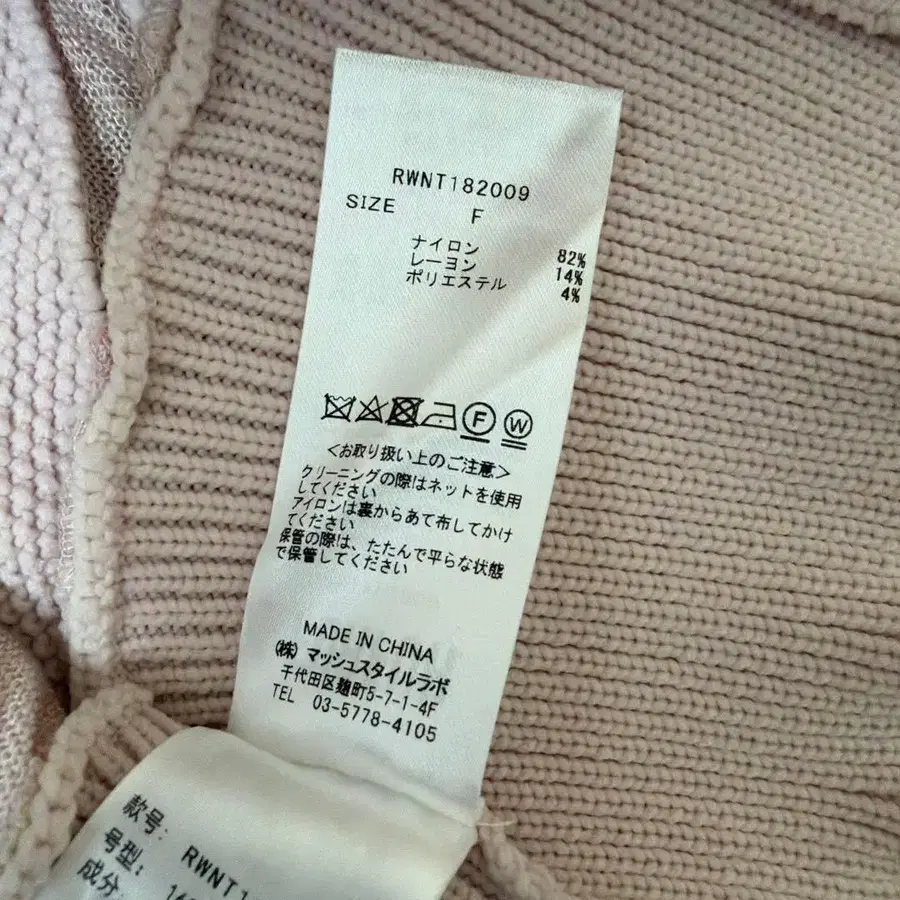 RWNT182009
SIZE F
ナイロン 82%
レーヨン 14%
ポリエステル 4%
F W
<お取り扱い上のご注意>
クリーニングの際はネットを使用
してください
アイロンは裏からあて布してかけ
てください
保管の際は、たたんで平らな状態
で保管してください
MADE IN CHINA
(株) マッシュスタイルラボ
千代田区麹町5-7-1-4F
TEL 03-5778-4105
款号: RWNT1
号型:
成分: